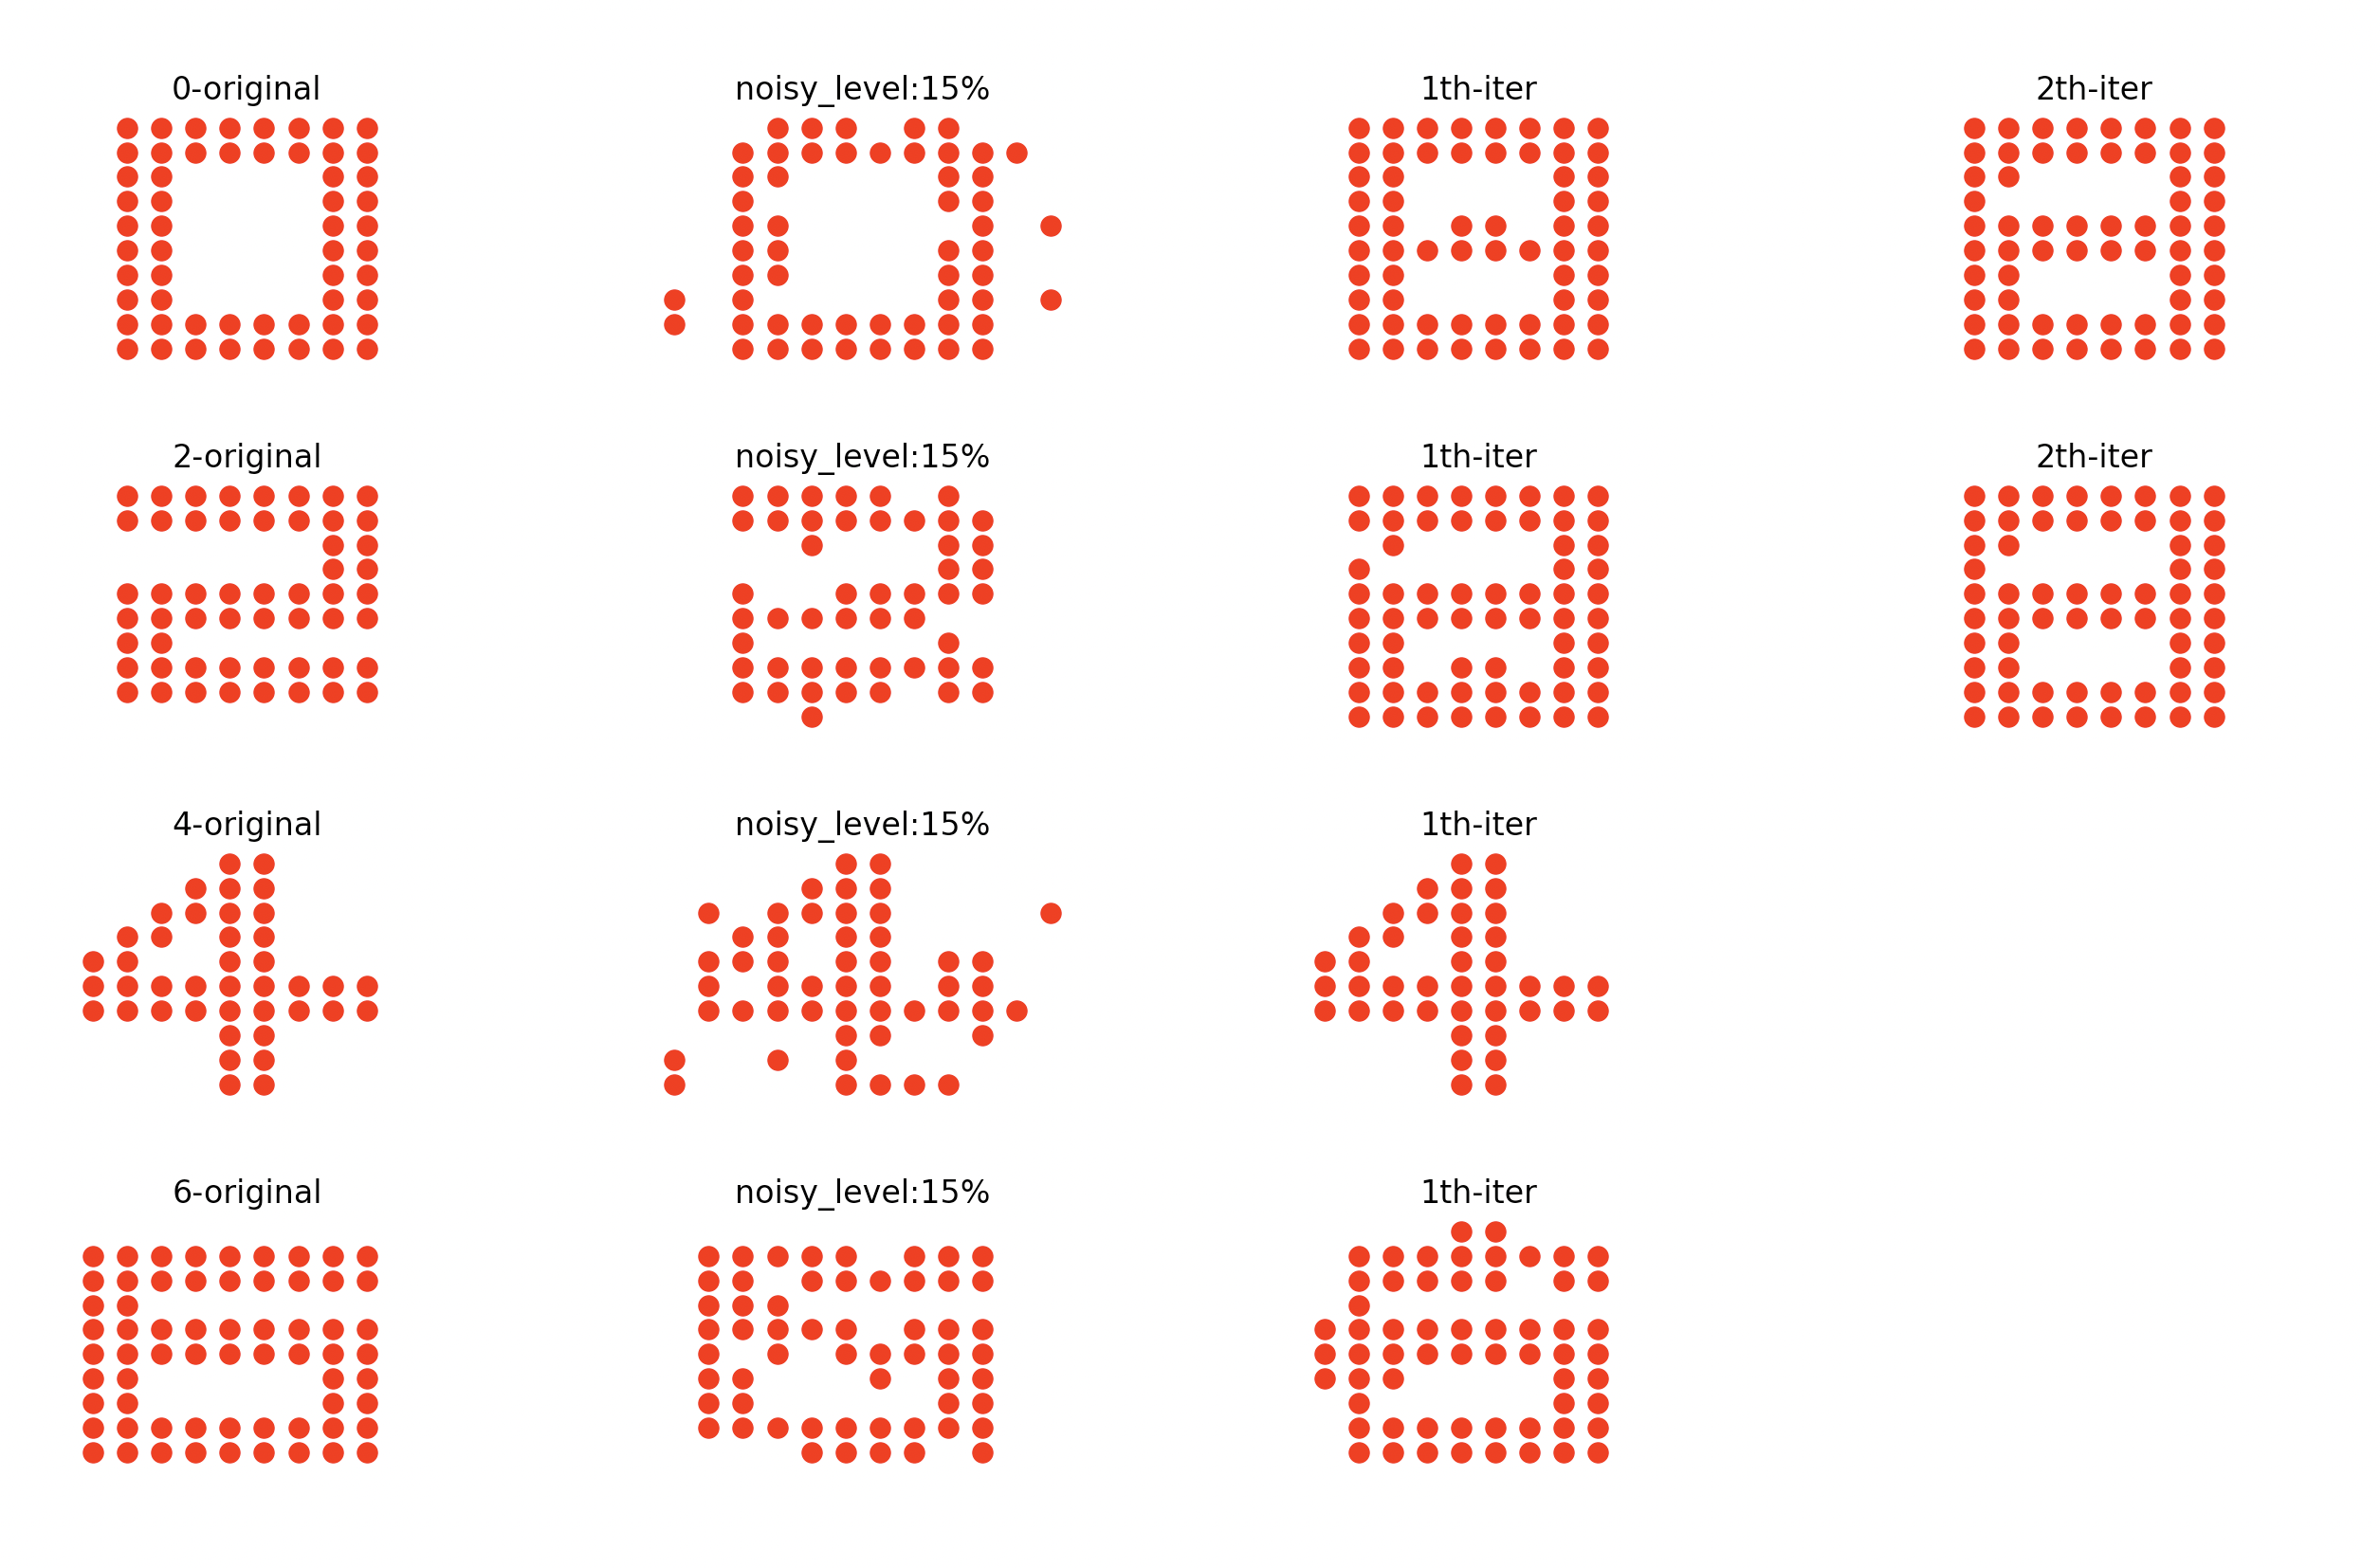 0-original
noisy_level:15%
1th-iter
2th-iter
2-original
noisy_level:15%
1th-iter
2th-iter
4-original
noisy_level:15%
1th-iter
6-original
noisy_level:15%
1th-iter